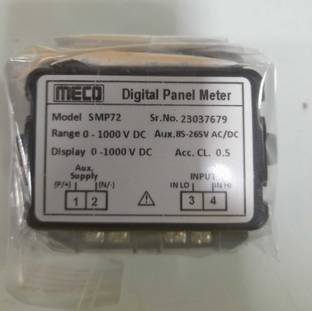 MECO Digital Panel Meter
Model SMP72 Sr.No. 23037679
Range 0-1000 V DC Aux.85-265V AC/DC
Display 0-1000V DC Acc. CL. 0.5
Aux.
Supply INPUT
(P/+) (N/-) IN LO IN HI
1 2 3 4